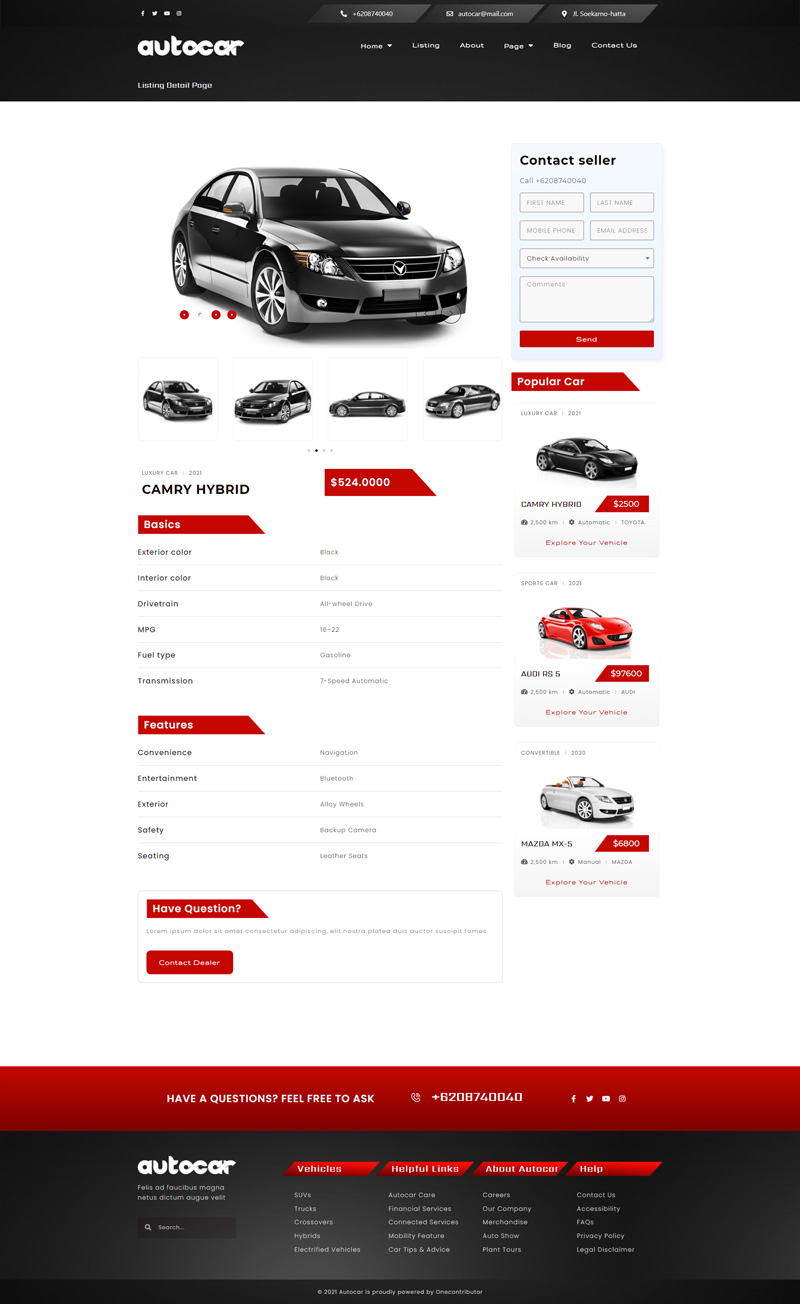 +6208740040
autocar@mail.com
Jl. Soekarno-hatta
autocar
Home
Listing
About
Page
Blog
Contact Us
Listing Detail Page
Contact seller
Call +6208740040
FIRST NAME
LAST NAME
MOBILE PHONE
EMAIL ADDRESS
Check Availability
Comments
Send
LUXURY CAR | 2021
CAMRY HYBRID
$524.0000
Basics
Exterior color Black
Interior color Black
Drivetrain All-wheel Drive
MPG 16–22
Fuel type Gasoline
Transmission 7-Speed Automatic
Features
Convenience Navigation
Entertainment Bluetooth
Exterior Alloy Wheels
Safety Backup Camera
Seating Leather Seats
Have Question?
Lorem ipsum dolor sit amet consectetur adipiscing, elit nostra platea duis auctor suscipit fames
Contact Dealer
Popular Car
LUXURY CAR | 2021
CAMRY HYBRID
$2500
2,500 km | Automatic | TOYOTA
Explore Your Vehicle
SPORTS CAR | 2021
AUDI RS 5
$97600
2,500 km | Automatic | AUDI
Explore Your Vehicle
CONVERTIBLE | 2020
MAZDA MX-5
$6800
2,500 km | Manual | MAZDA
Explore Your Vehicle
HAVE A QUESTIONS? FEEL FREE TO ASK
+6208740040
autocar
Felis ad faucibus magna
netus dictum augue velit
Search...
Vehicles
SUVs
Trucks
Crossovers
Hybrids
Electrified Vehicles
Helpful Links
Autocar Care
Financial Services
Connected Services
Mobility Feature
Car Tips & Advice
About Autocar
Careers
Our Company
Merchandise
Auto Show
Plant Tours
Help
Contact Us
Accessibility
FAQs
Privacy Policy
Legal Disclaimer
© 2021 Autocar is proudly powered by Onecontributor